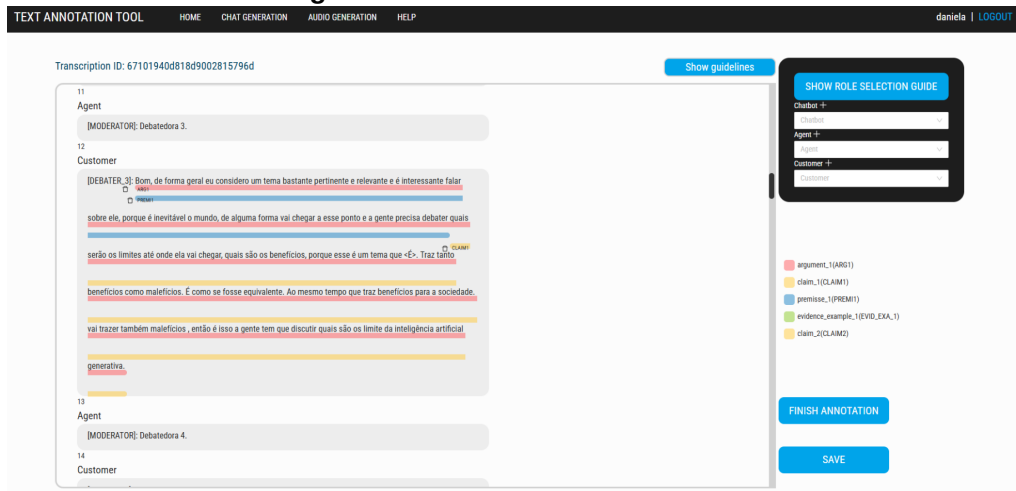 g
TEXT ANNOTATION TOOL HOME CHAT GENERATION AUDIO GENERATION HELP daniela | LOGOUT
Transcription ID: 67101940d818d9002815796d
Show guidelines
11
Agent
[MODERATOR]: Debatedora 3.
12
Customer
[DEBATER_3]: Bom, de forma geral eu considero um tema bastante pertinente e relevante e é interessante falar
ARG1
PREMI1
sobre ele, porque é inevitável o mundo, de alguma forma vai chegar a esse ponto e a gente precisa debater quais
CLAIM1
serão os limites até onde ela vai chegar, quais são os benefícios, porque esse é um tema que <É>. Traz tanto
benefícios como malefícios. É como se fosse equivalente. Ao mesmo tempo que traz benefícios para a sociedade.
vai trazer também malefícios , então é isso a gente tem que discutir quais são os limite da inteligência artificial
generativa.
13
Agent
[MODERATOR]: Debatedora 4.
14
Customer
SHOW ROLE SELECTION GUIDE
Chatbot +
Chatbot
Agent +
Agent
Customer +
Customer
argument_1(ARG1)
claim_1(CLAIM1)
premisse_1(PREMI1)
evidence_example_1(EVID_EXA_1)
claim_2(CLAIM2)
FINISH ANNOTATION
SAVE